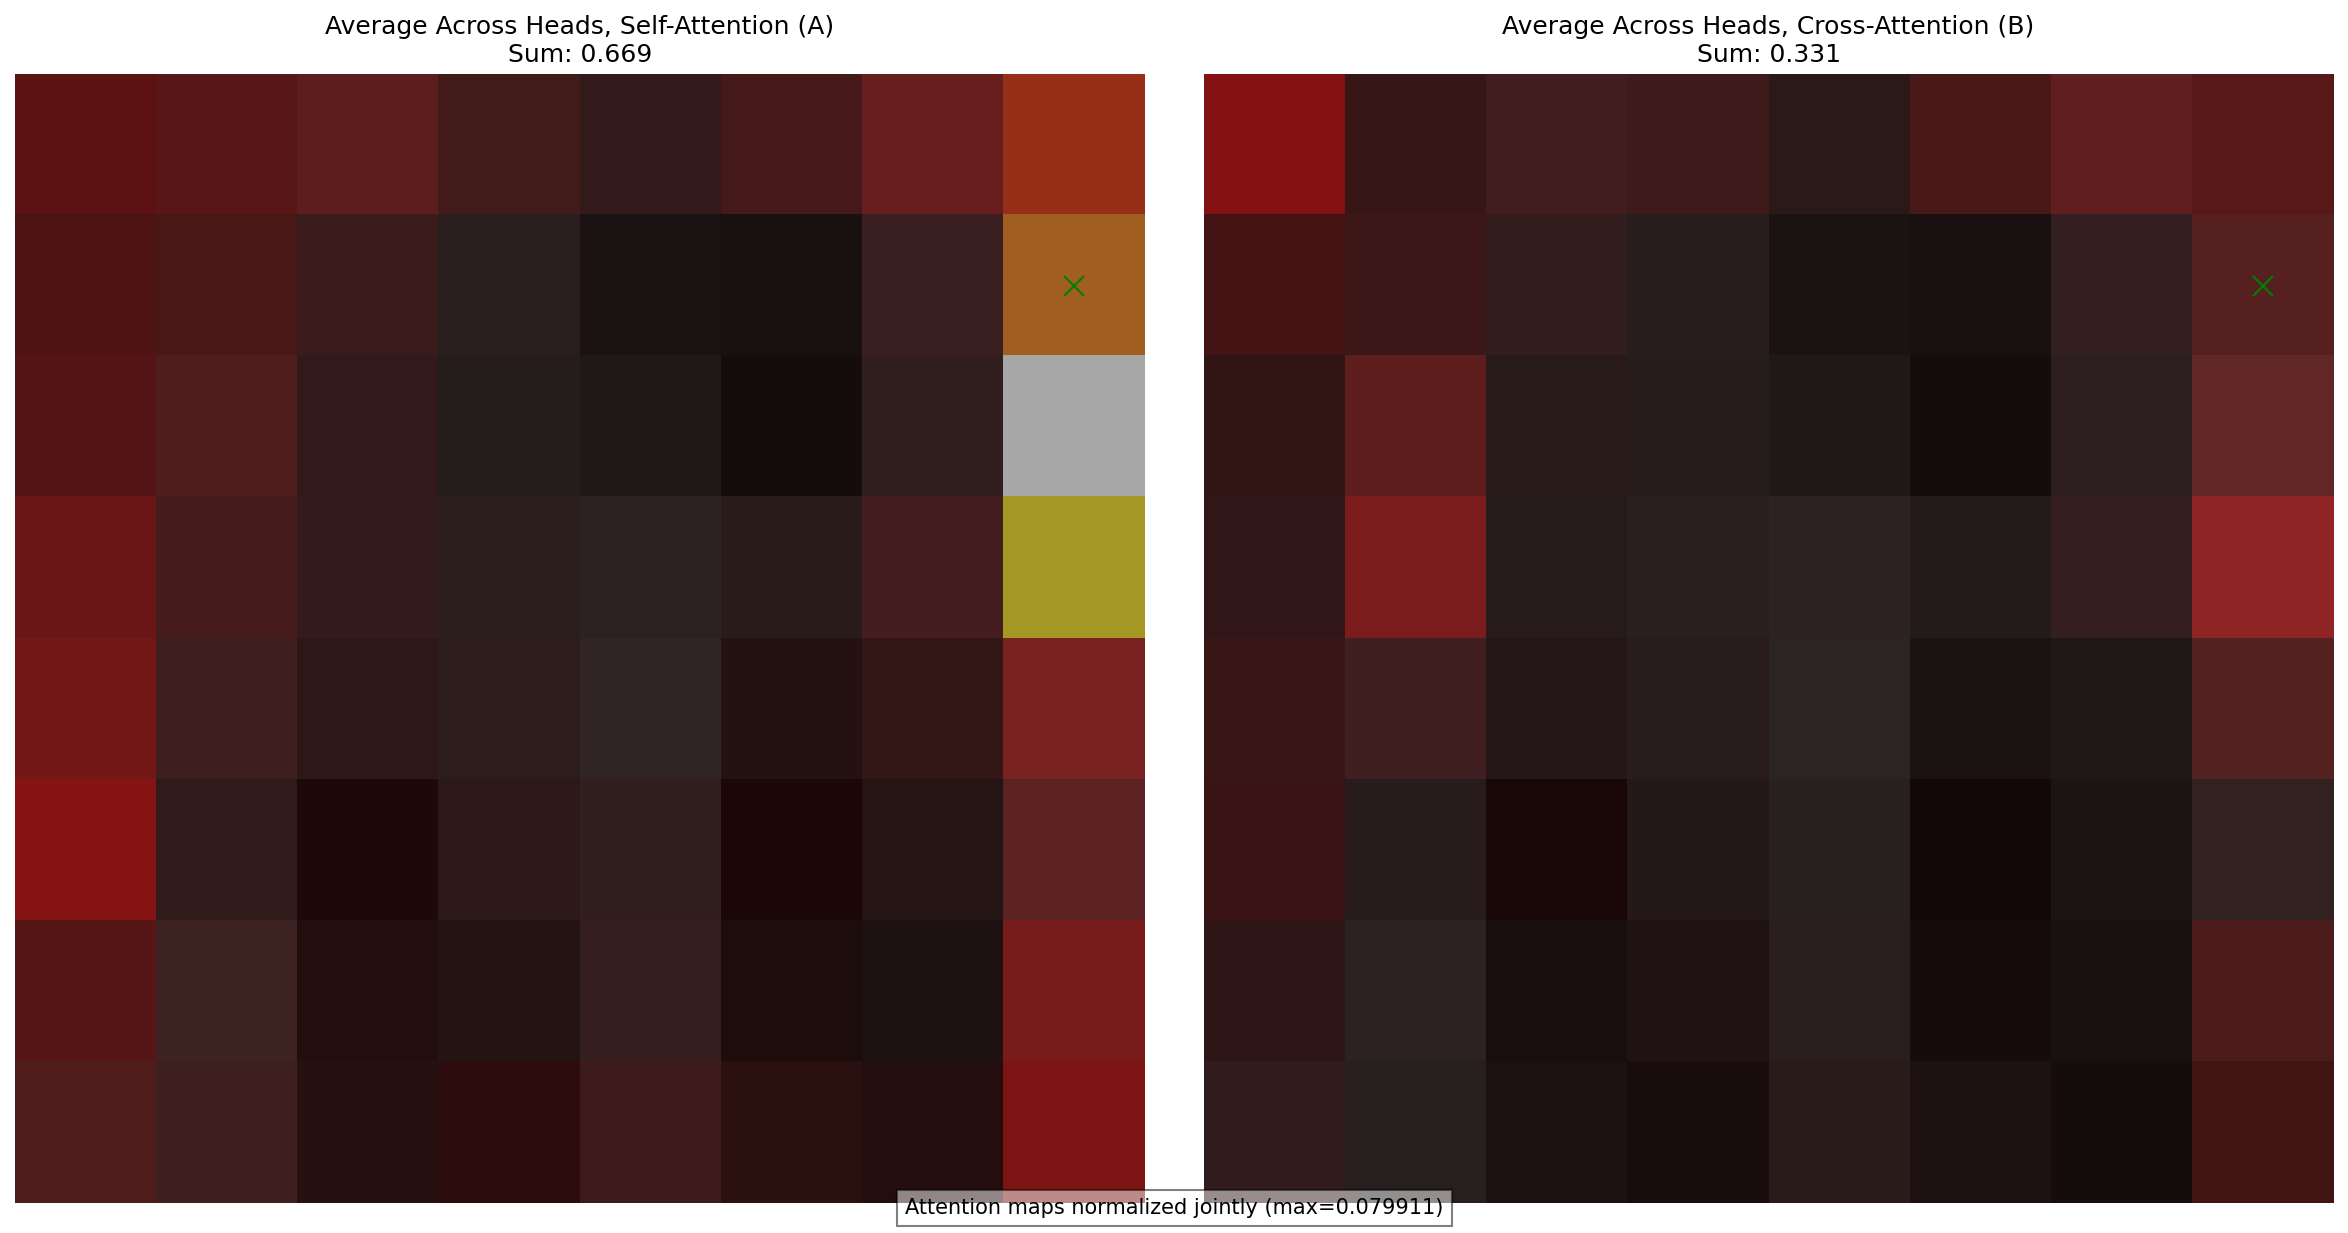 Average Across Heads, Self-Attention (A)
Sum: 0.669
Average Across Heads, Cross-Attention (B)
Sum: 0.331
Attention maps normalized jointly (max=0.079911)